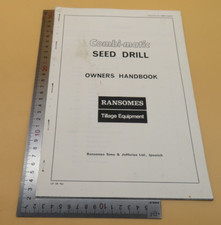 Combi-matic
SEED DRILL
OWNERS HANDBOOK
RANSOMES
Tillage Equipment
Ransomes Sims & Jefferies Ltd., Ipswich